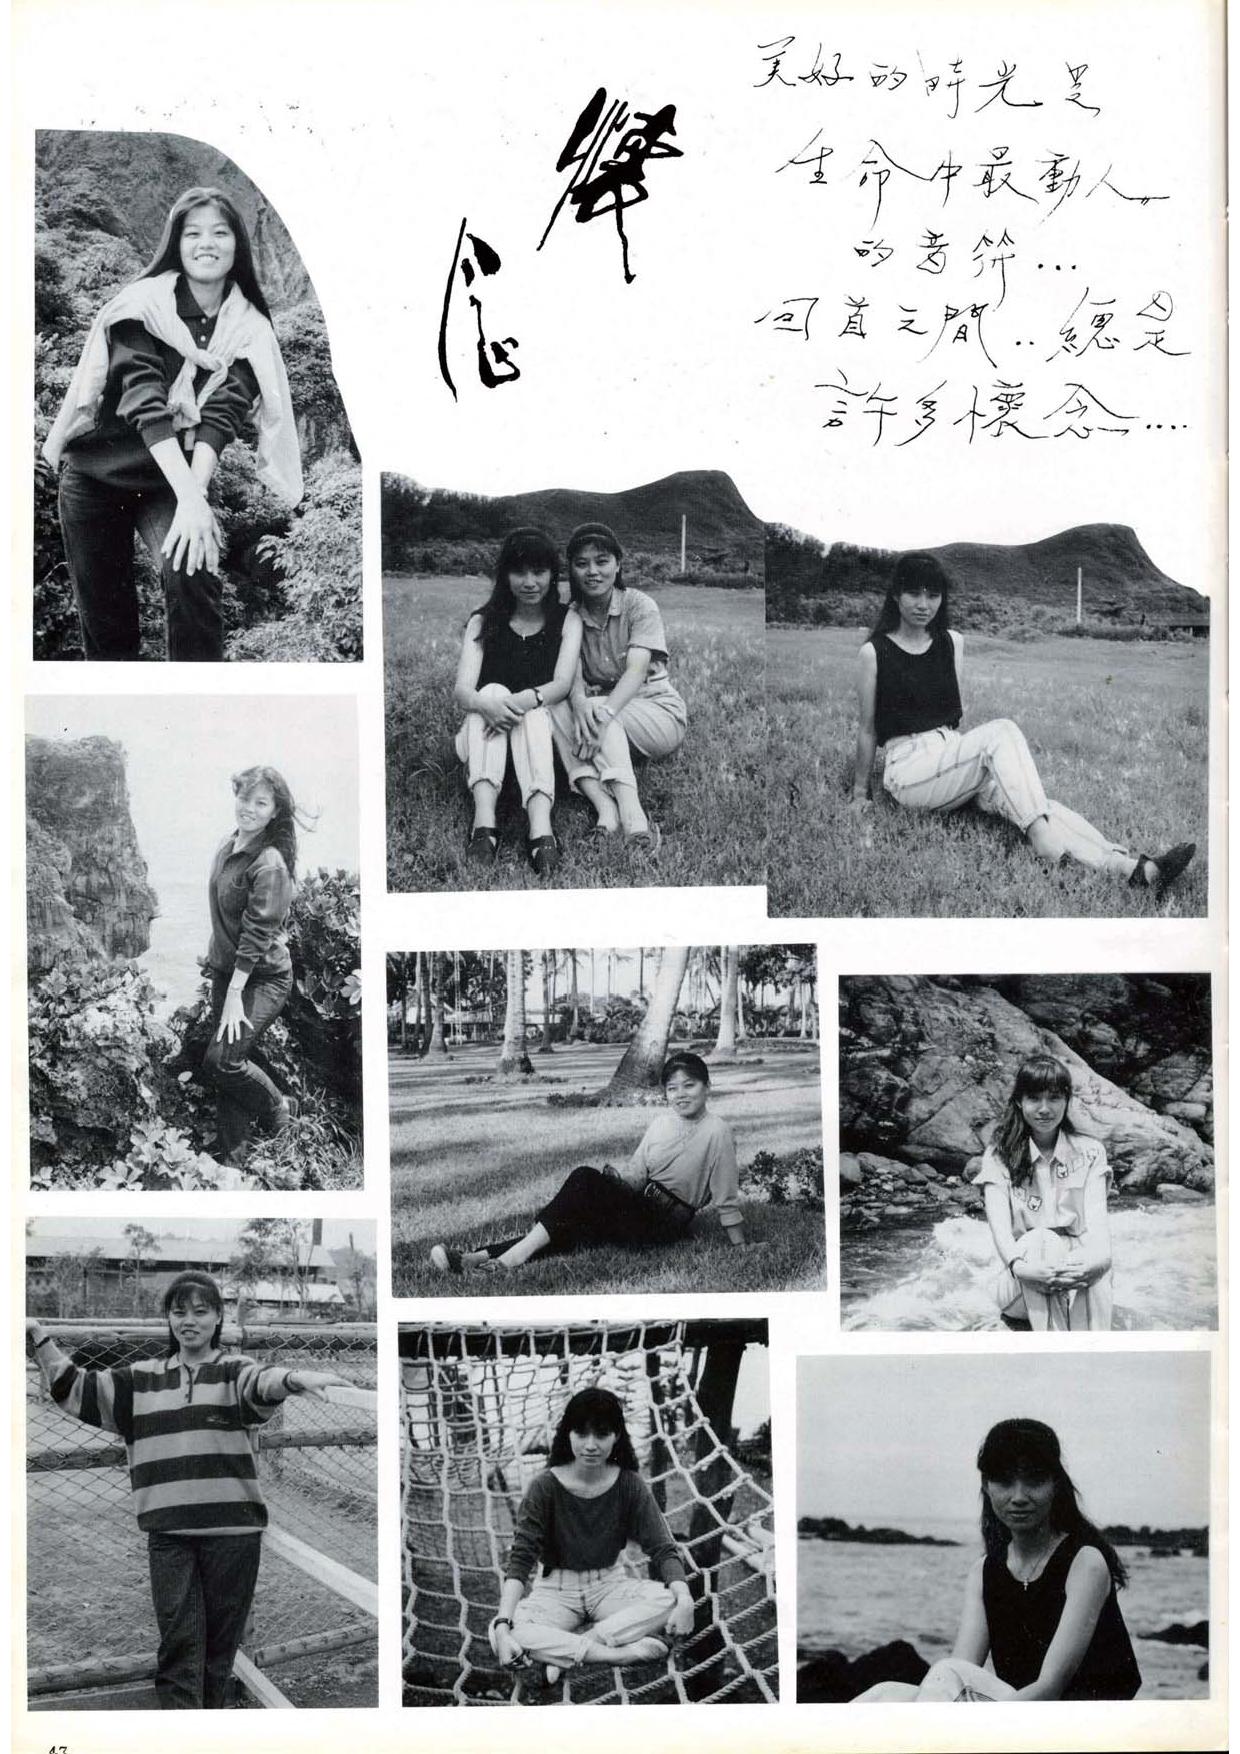 美好的時光是
生命中最動人
的音符...
回首之間..總是
許多懷念....
47